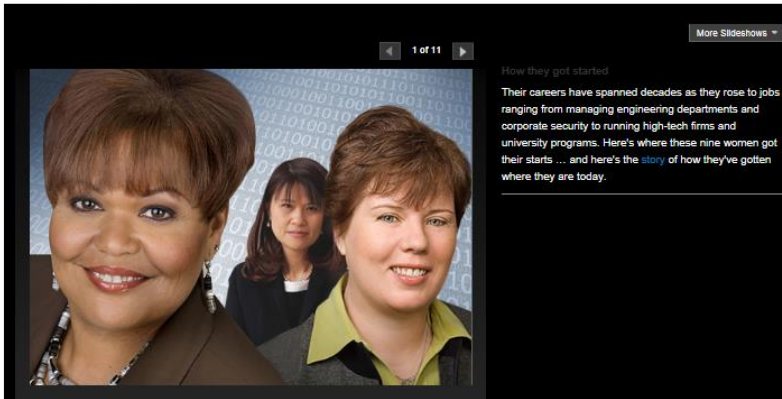 More Slideshows
1 of 11
How they got started
Their careers have spanned decades as they rose to jobs
ranging from managing engineering departments and
corporate security to running high-tech firms and
university programs. Here's where these nine women got
their starts ... and here's the story of how they've gotten
where they are today.